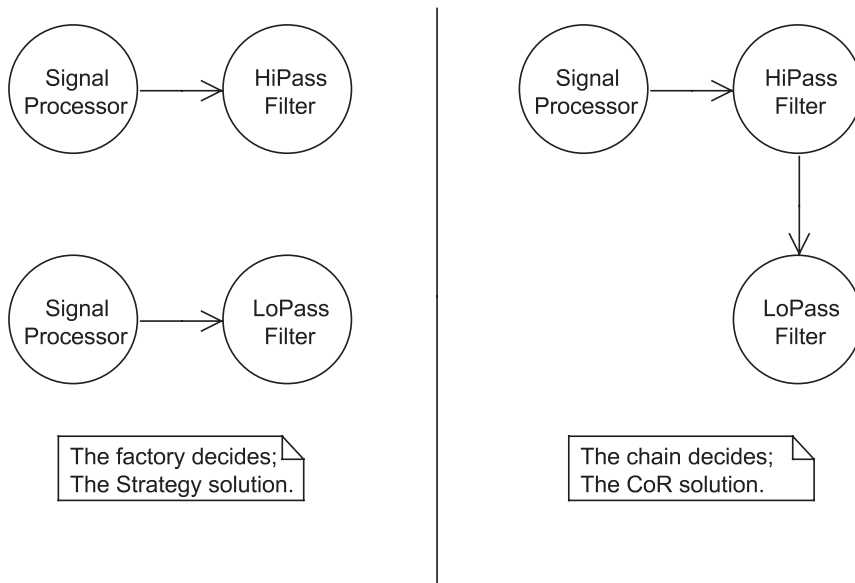 Signal
Processor
HiPass
Filter
Signal
Processor
LoPass
Filter
The factory decides;
The Strategy solution.
Signal
Processor
HiPass
Filter
LoPass
Filter
The chain decides;
The CoR solution.